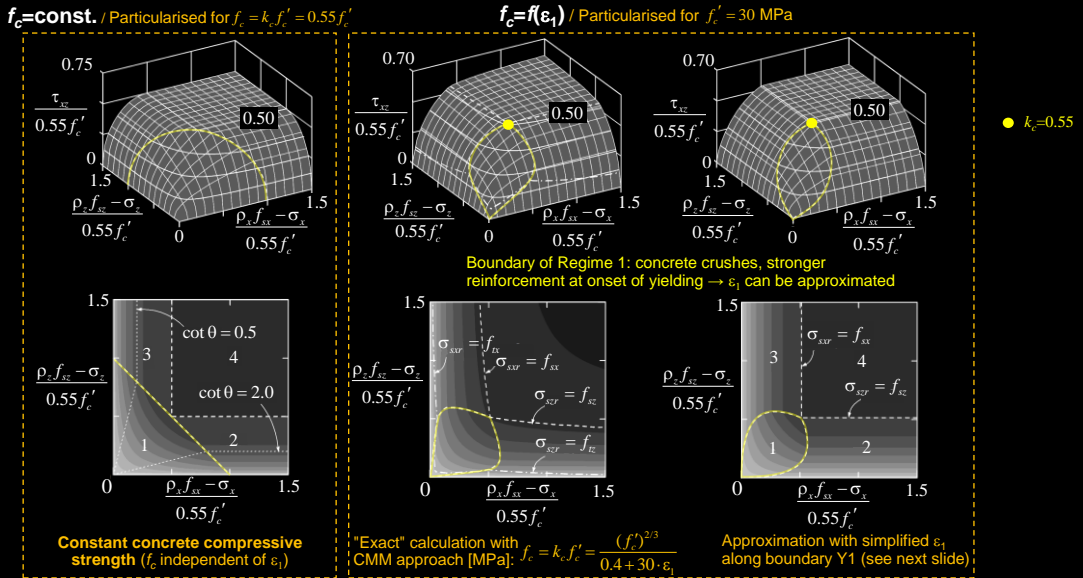 f_c=const. / Particularised for f_c = k_c f_c′ = 0.55 f_c′
f_c=f(ε₁) / Particularised for f_c′ = 30 MPa
0.75
τ_xz / 0.55 f_c′
0.50
0
1.5
1.5
ρ_z f_sz − σ_z / 0.55 f_c′
0
ρ_x f_sx − σ_x / 0.55 f_c′
0.70
τ_xz / 0.55 f_c′
0.50
0
1.5
1.5
ρ_z f_sz − σ_z / 0.55 f_c′
0
ρ_x f_sx − σ_x / 0.55 f_c′
0.70
τ_xz / 0.55 f_c′
0.50
0
1.5
1.5
ρ_z f_sz − σ_z / 0.55 f_c′
0
ρ_x f_sx − σ_x / 0.55 f_c′
k_c=0.55
Boundary of Regime 1: concrete crushes, stronger
reinforcement at onset of yielding → ε₁ can be approximated
1.5
cot θ = 0.5
3
4
ρ_z f_sz − σ_z / 0.55 f_c′
cot θ = 2.0
1
2
0
ρ_x f_sx − σ_x / 0.55 f_c′
1.5
1.5
σ_sxr = f_tx
σ_sxr = f_sx
ρ_z f_sz − σ_z / 0.55 f_c′
σ_szr = f_sz
σ_szr = f_tz
0
ρ_x f_sx − σ_x / 0.55 f_c′
1.5
1.5
σ_sxr = f_sx
3
4
ρ_z f_sz − σ_z / 0.55 f_c′
σ_szr = f_sz
1
2
0
ρ_x f_sx − σ_x / 0.55 f_c′
1.5
Constant concrete compressive
strength (f_c independent of ε₁)
"Exact" calculation with
CMM approach [MPa]: f_c = k_c f_c′ = (f_c′)^{2/3} / 0.4 + 30 · ε₁
Approximation with simplified ε₁
along boundary Y1 (see next slide)